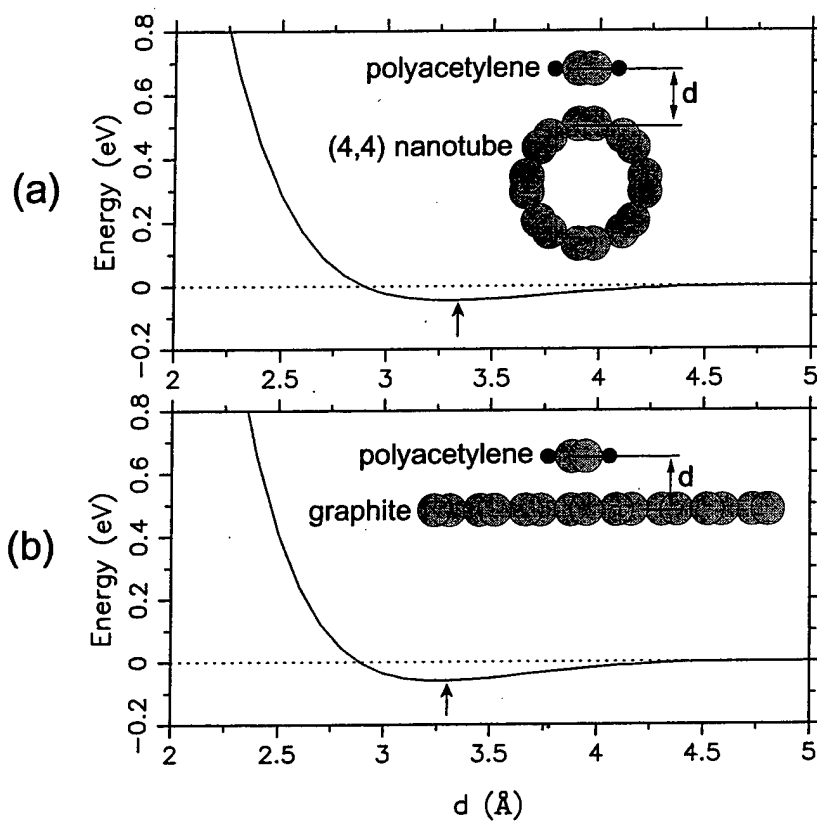 (a)
Energy (eV)
0.8
0.6
0.4
0.2
0
−0.2
polyacetylene
d
(4,4) nanotube
2 2.5 3 3.5 4 4.5 5
(b)
Energy (eV)
0.8
0.6
0.4
0.2
0
−0.2
polyacetylene
d
graphite
2 2.5 3 3.5 4 4.5 5
d (Å)